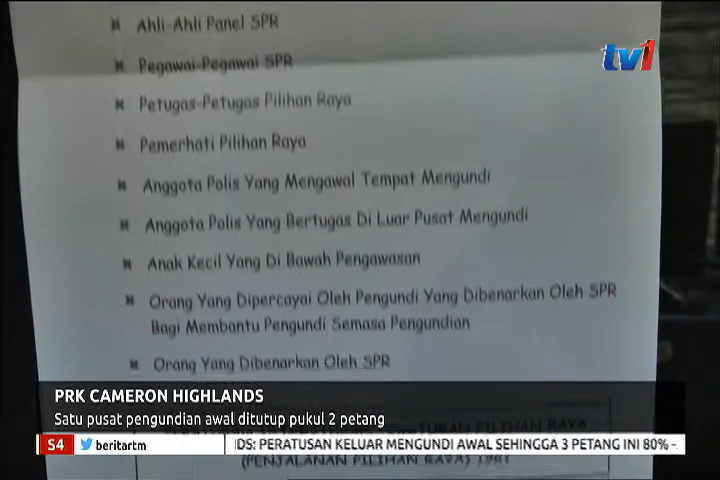 Ahli-Ahli Panel SPR
tv1
Pegawai-Pegawai SPR
Petugas-Petugas Pilihan Raya
Pemerhati Pilihan Raya
Anggota Polis Yang Mengawal Tempat Mengundi
Anggota Polis Yang Bertugas Di Luar Pusat Mengundi
Anak Kecil Yang Di Bawah Pengawasan
Orang Yang Dipercayai Oleh Pengundi Yang Dibenarkan Oleh SPR
Bagi Membantu Pengundi Semasa Pengundian
Orang Yang Dibenarkan Oleh SPR
PRK CAMERON HIGHLANDS
Satu pusat pengundian awal ditutup pukul 2 petang
PILIHAN RAYA
S4 beritartm IDS: PERATUSAN KELUAR MENGUNDI AWAL SEHINGGA 3 PETANG INI 80% -
(PERJALANAN PILIHAN RAYA) 1981